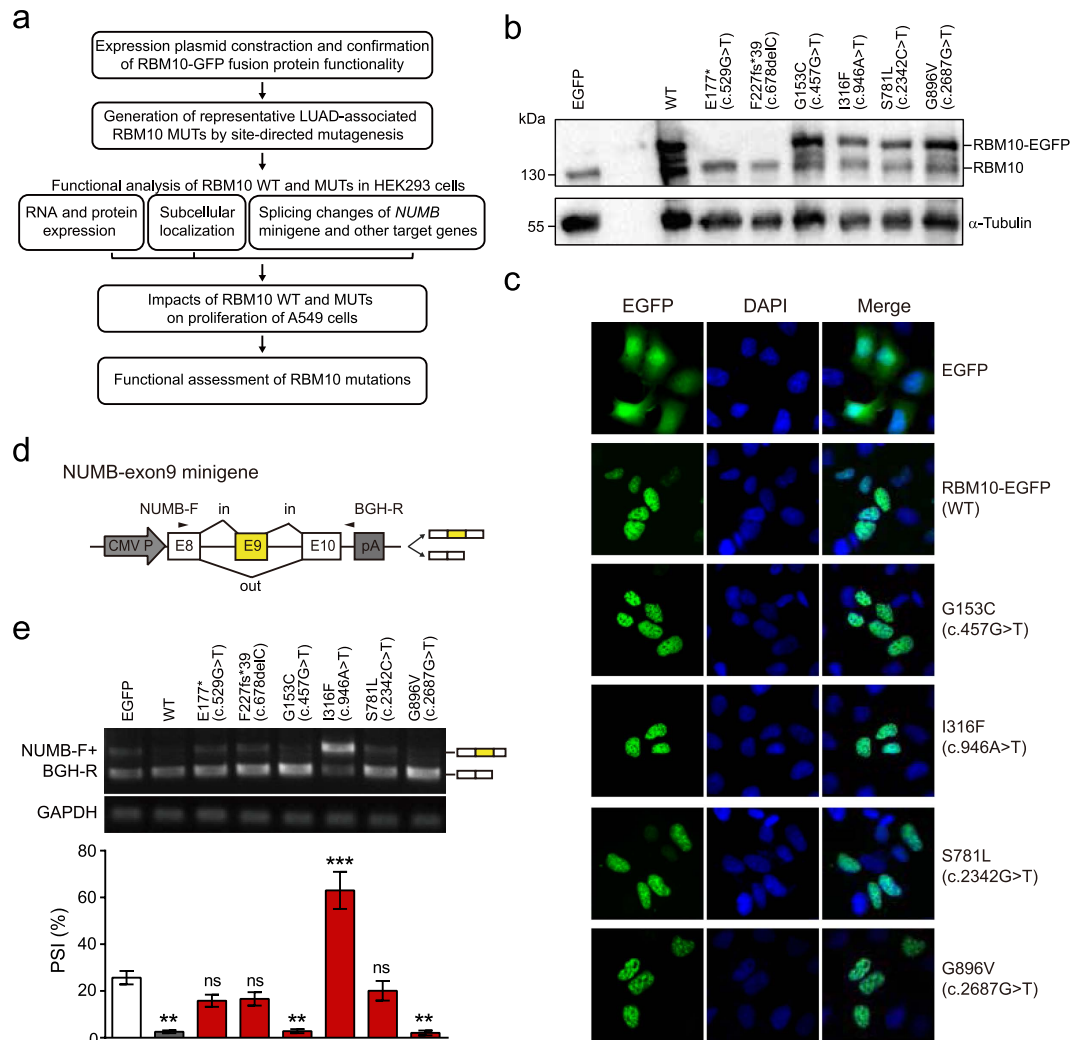 a
Expression plasmid constraction and confirmation
of RBM10-GFP fusion protein functionality
Generation of representative LUAD-associated
RBM10 MUTs by site-directed mutagenesis
Functional analysis of RBM10 WT and MUTs in HEK293 cells
RNA and protein
expression
Subcellular
localization
Splicing changes of NUMB
minigene and other target genes
Impacts of RBM10 WT and MUTs
on proliferation of A549 cells
Functional assessment of RBM10 mutations
b
EGFP
WT
E177*
(c.529G>T)
F227fs*39
(c.678delC)
G153C
(c.457G>T)
I316F
(c.946A>T)
S781L
(c.2342C>T)
G896V
(c.2687G>T)
kDa
130
55
RBM10-EGFP
RBM10
α-Tubulin
c
EGFP DAPI Merge
EGFP
RBM10-EGFP
(WT)
G153C
(c.457G>T)
I316F
(c.946A>T)
S781L
(c.2342G>T)
G896V
(c.2687G>T)
d
NUMB-exon9 minigene
NUMB-F in in BGH-R
CMV P E8 E9 E10 pA
out
e
EGFP
WT
E177*
(c.529G>T)
F227fs*39
(c.678delC)
G153C
(c.457G>T)
I316F
(c.946A>T)
S781L
(c.2342C>T)
G896V
(c.2687G>T)
NUMB-F+
BGH-R
GAPDH
PSI (%)
80
60
40
20
0
** ns ns ** *** ns **